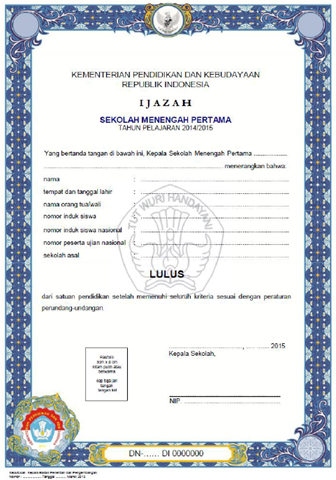 KEMENTERIAN PENDIDIKAN DAN KEBUDAYAAN
REPUBLIK INDONESIA
IJAZAH
SEKOLAH MENENGAH PERTAMA
TAHUN PELAJARAN 2014/2015
Yang bertanda tangan di bawah ini, Kepala Sekolah Menengah Pertama ..................
.................. menerangkan bahwa:
nama :
tempat dan tanggal lahir :
nama orang tua/wali :
nomor induk siswa :
nomor induk siswa nasional :
nomor peserta ujian nasional :
sekolah asal :
TUT WURI HANDAYANI
LULUS
dari satuan pendidikan setelah memenuhi seluruh kriteria sesuai dengan peraturan
perundang-undangan.
.................., .................. 2015
Kepala Sekolah,
NIP
DN-...... DI 0000000